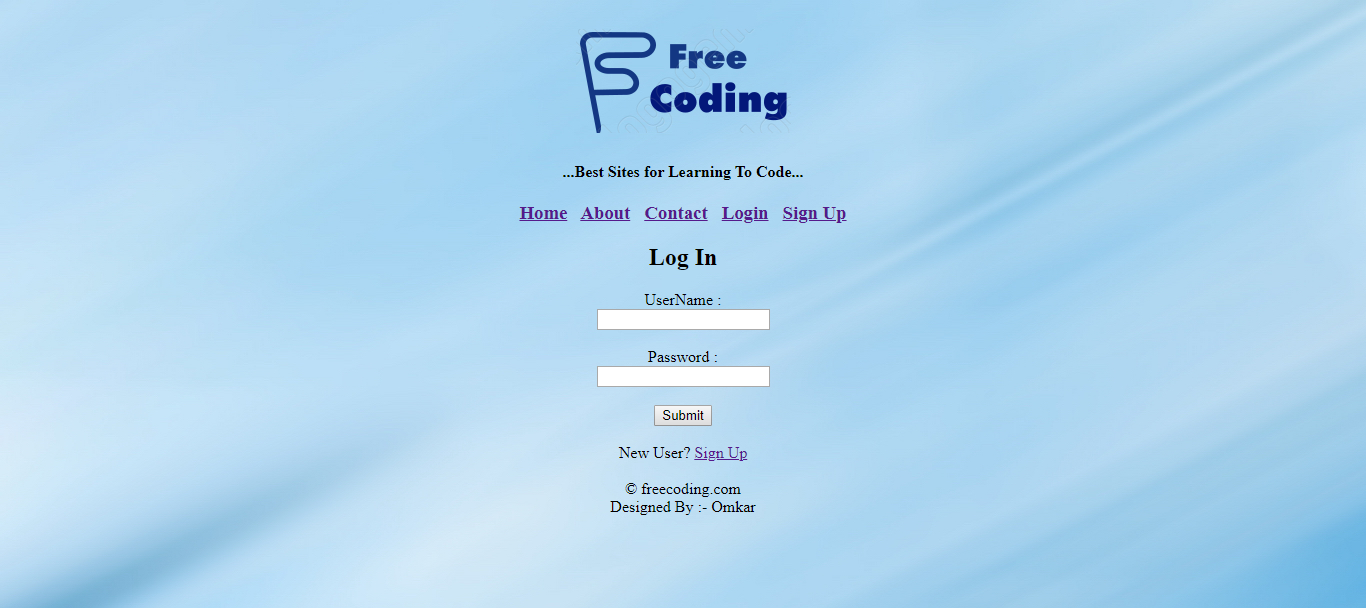 Free
Coding
...Best Sites for Learning To Code...
Home About Contact Login Sign Up
Log In
UserName :
Password :
Submit
New User? Sign Up
© freecoding.com
Designed By :- Omkar